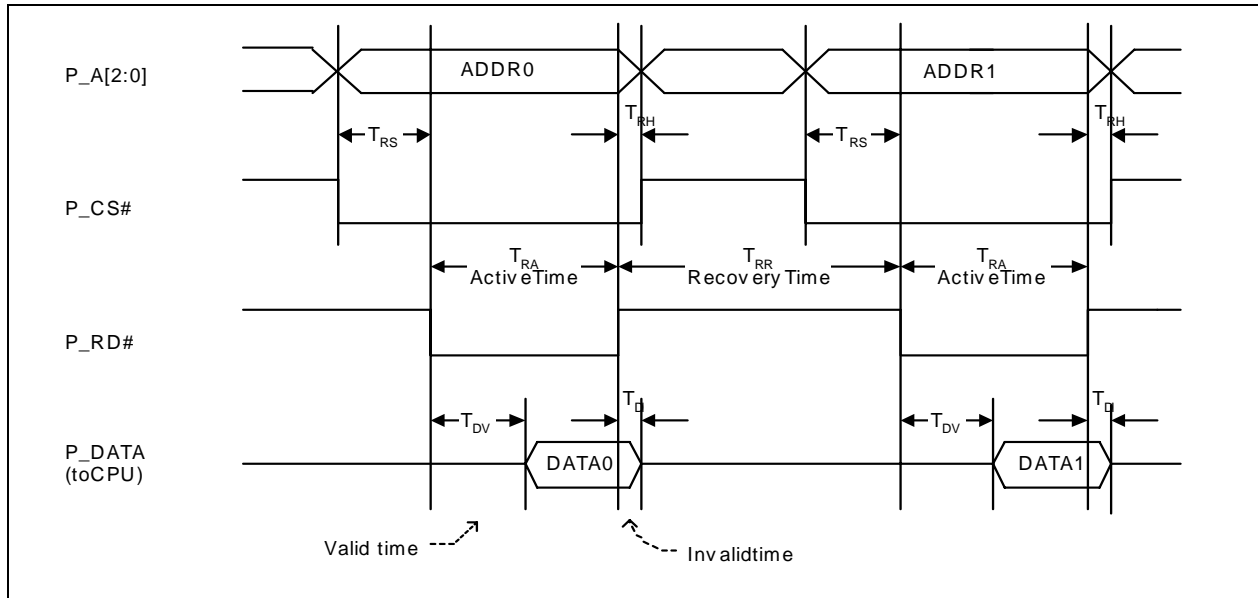 P_A[2:0]
ADDR0
ADDR1
TRS
TRH
TRS
TRH
P_CS#
TRA
ActiveTime
TRR
Recovery Time
TRA
ActiveTime
P_RD#
TDV
TDI
TDV
TDI
P_DATA
(toCPU)
DATA0
DATA1
Valid time
Invalidtime